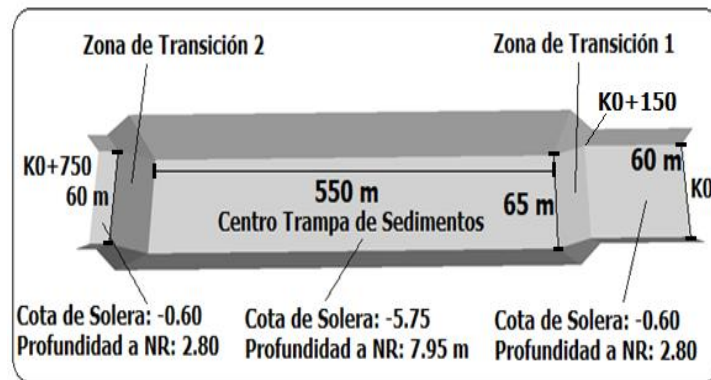 Zona de Transición 2
Zona de Transición 1
K0+150
K0+750
60 m
550 m
65 m
60 m
K0
Centro Trampa de Sedimentos
Cota de Solera: -0.60
Profundidad a NR: 2.80
Cota de Solera: -5.75
Profundidad a NR: 7.95 m
Cota de Solera: -0.60
Profundidad a NR: 2.80